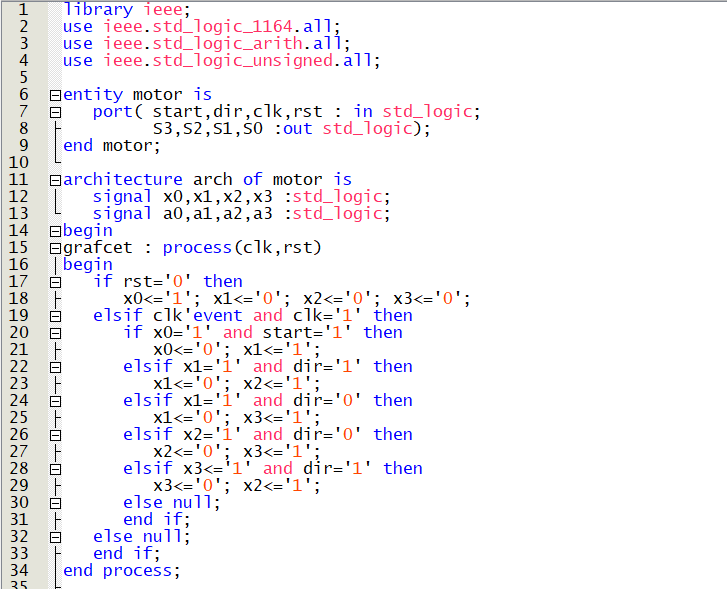 1 library ieee;
2 use ieee.std_logic_1164.all;
3 use ieee.std_logic_arith.all;
4 use ieee.std_logic_unsigned.all;
5
6 entity motor is
7 port( start,dir,clk,rst : in std_logic;
8 S3,S2,S1,S0 :out std_logic);
9 end motor;
10
11 architecture arch of motor is
12 signal x0,x1,x2,x3 :std_logic;
13 signal a0,a1,a2,a3 :std_logic;
14 begin
15 grafcet : process(clk,rst)
16 begin
17 if rst='0' then
18 x0<='1'; x1<='0'; x2<='0'; x3<='0';
19 elsif clk'event and clk='1' then
20 if x0='1' and start='1' then
21 x0<='0'; x1<='1';
22 elsif x1='1' and dir='1' then
23 x1<='0'; x2<='1';
24 elsif x1='1' and dir='0' then
25 x1<='0'; x3<='1';
26 elsif x2='1' and dir='0' then
27 x2<='0'; x3<='1';
28 elsif x3<='1' and dir='1' then
29 x3<='0'; x2<='1';
30 else null;
31 end if;
32 else null;
33 end if;
34 end process;
35